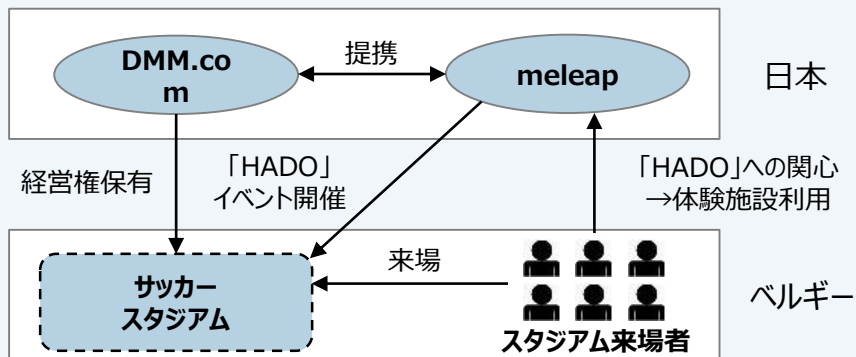 DMM.co
m
提携
meleap
日本
経営権保有
「HADO」
イベント開催
「HADO」への関心
→体験施設利用
サッカー
スタジアム
来場
スタジアム来場者
ベルギー